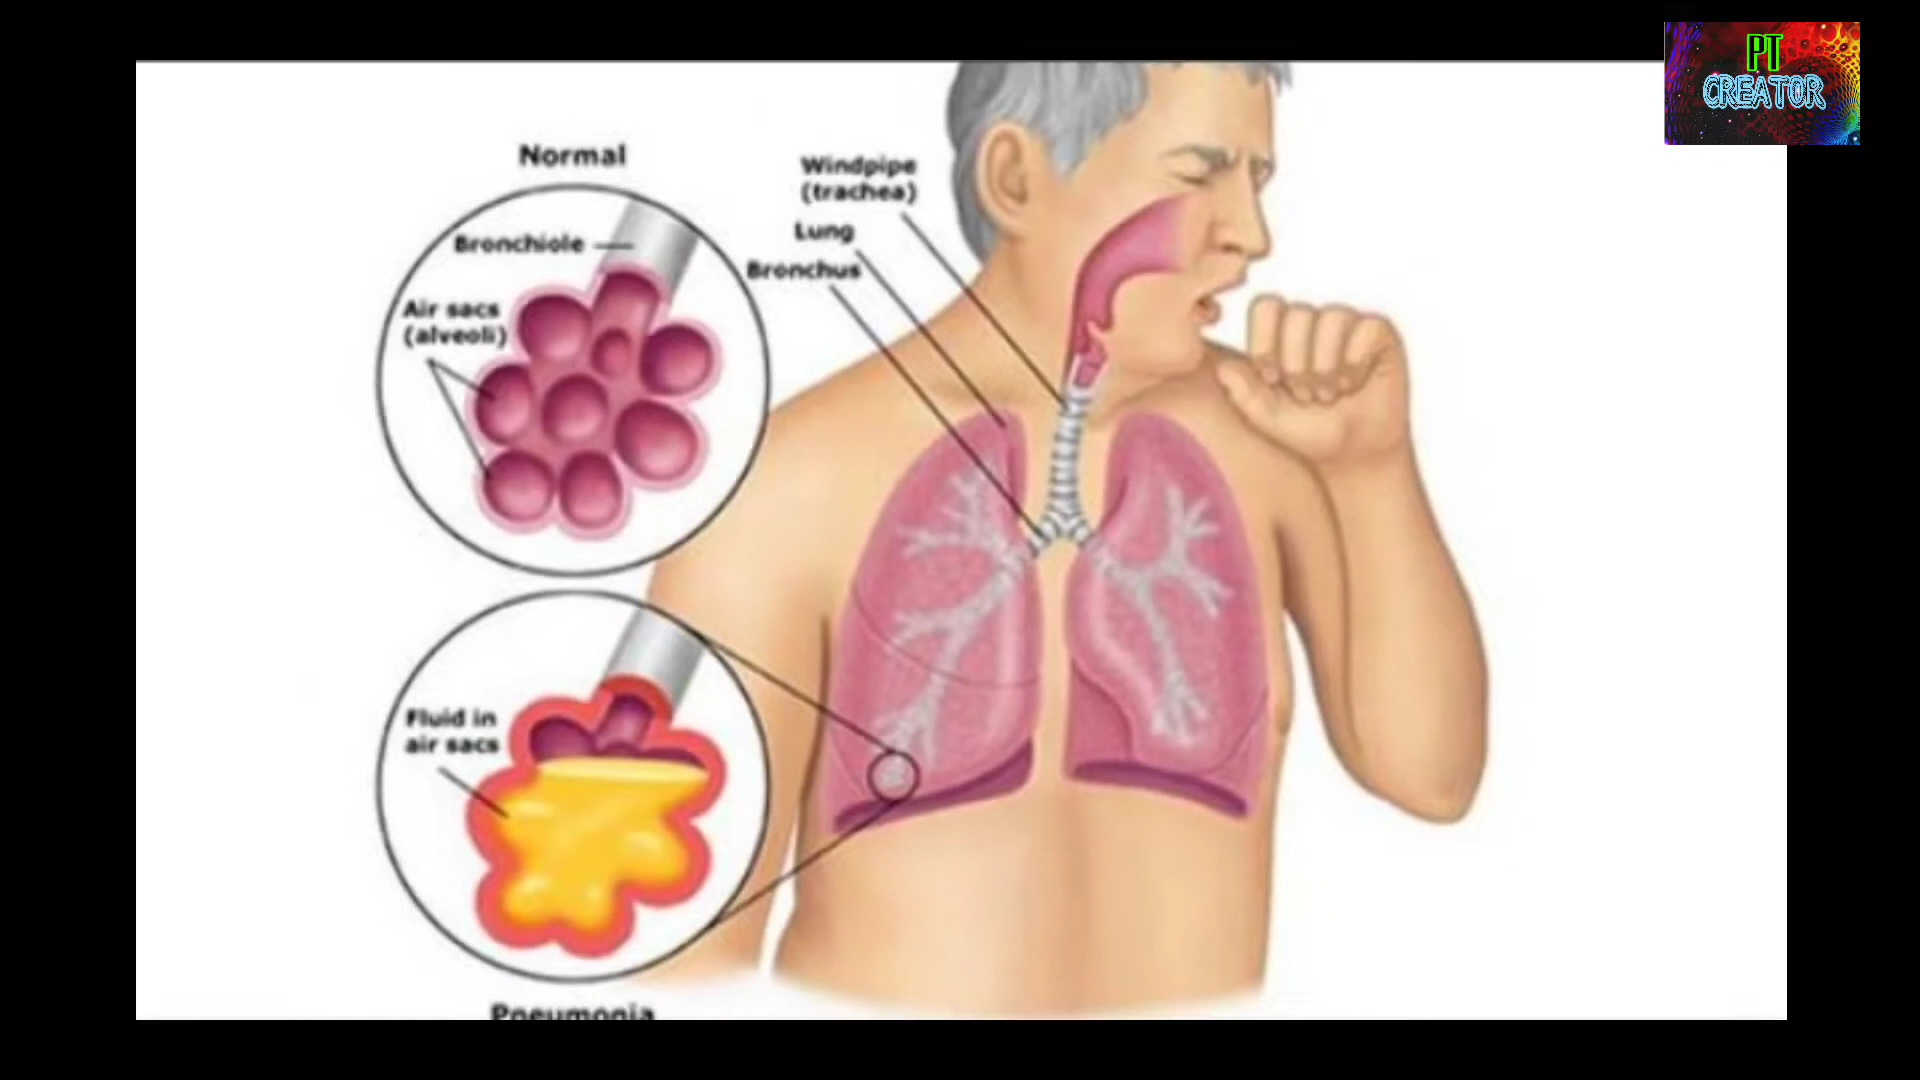 PT
CREATOR
Normal
Windpipe
(trachea)
Lung
Bronchus
Bronchiole
Air sacs
(alveoli)
Fluid in
air sacs
Pneumonia